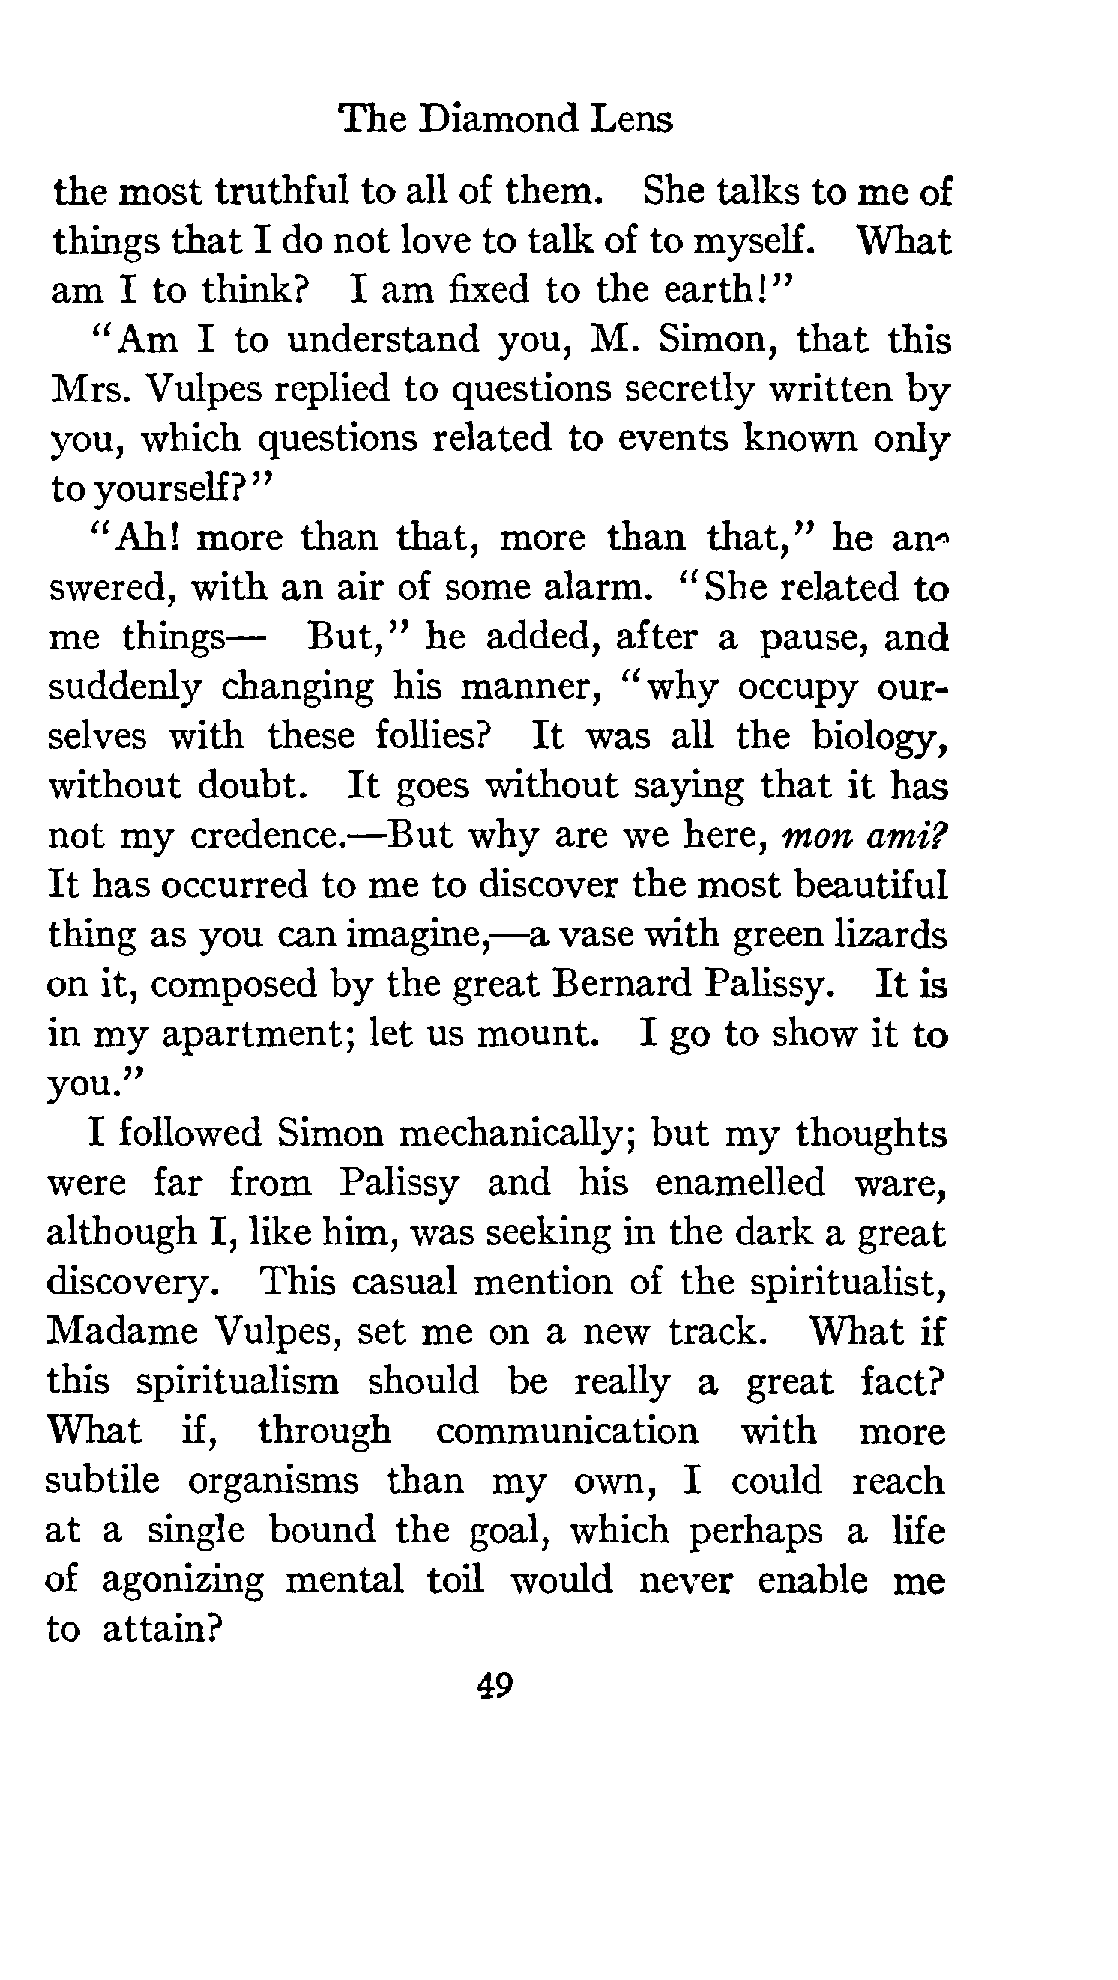 The Diamond Lens
the most truthful to all of them. She talks to me of
things that I do not love to talk of to myself. What
am I to think? I am fixed to the earth!"
"Am I to understand you, M. Simon, that this
Mrs. Vulpes replied to questions secretly written by
you, which questions related to events known only
to yourself?"
"Ah! more than that, more than that," he an-
swered, with an air of some alarm. "She related to
me things— But," he added, after a pause, and
suddenly changing his manner, "why occupy our-
selves with these follies? It was all the biology,
without doubt. It goes without saying that it has
not my credence.—But why are we here, mon ami?
It has occurred to me to discover the most beautiful
thing as you can imagine,—a vase with green lizards
on it, composed by the great Bernard Palissy. It is
in my apartment; let us mount. I go to show it to
you."
I followed Simon mechanically; but my thoughts
were far from Palissy and his enamelled ware,
although I, like him, was seeking in the dark a great
discovery. This casual mention of the spiritualist,
Madame Vulpes, set me on a new track. What if
this spiritualism should be really a great fact?
What if, through communication with more
subtile organisms than my own, I could reach
at a single bound the goal, which perhaps a life
of agonizing mental toil would never enable me
to attain?
49